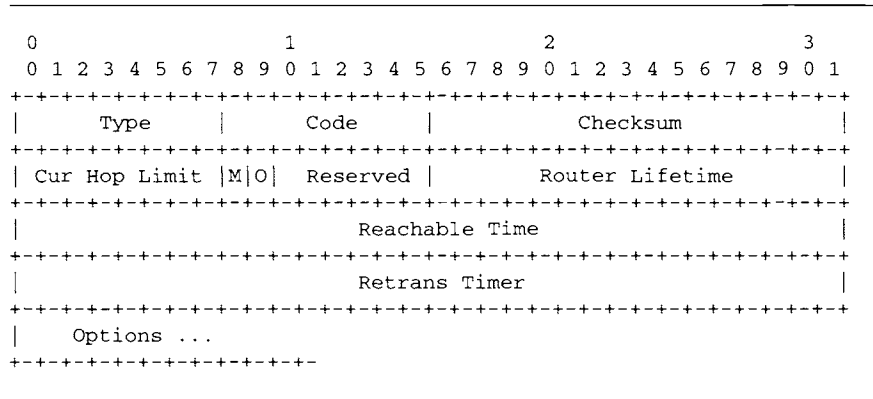 0                   1                   2                   3
 0 1 2 3 4 5 6 7 8 9 0 1 2 3 4 5 6 7 8 9 0 1 2 3 4 5 6 7 8 9 0 1
+-+-+-+-+-+-+-+-+-+-+-+-+-+-+-+-+-+-+-+-+-+-+-+-+-+-+-+-+-+-+-+-+
|     Type      |     Code      |           Checksum            |
+-+-+-+-+-+-+-+-+-+-+-+-+-+-+-+-+-+-+-+-+-+-+-+-+-+-+-+-+-+-+-+-+
| Cur Hop Limit |M|O|  Reserved |        Router Lifetime        |
+-+-+-+-+-+-+-+-+-+-+-+-+-+-+-+-+-+-+-+-+-+-+-+-+-+-+-+-+-+-+-+-+
|                         Reachable Time                        |
+-+-+-+-+-+-+-+-+-+-+-+-+-+-+-+-+-+-+-+-+-+-+-+-+-+-+-+-+-+-+-+-+
|                         Retrans Timer                         |
+-+-+-+-+-+-+-+-+-+-+-+-+-+-+-+-+-+-+-+-+-+-+-+-+-+-+-+-+-+-+-+-+
|   Options ...
+-+-+-+-+-+-+-+-+-+-+-+-